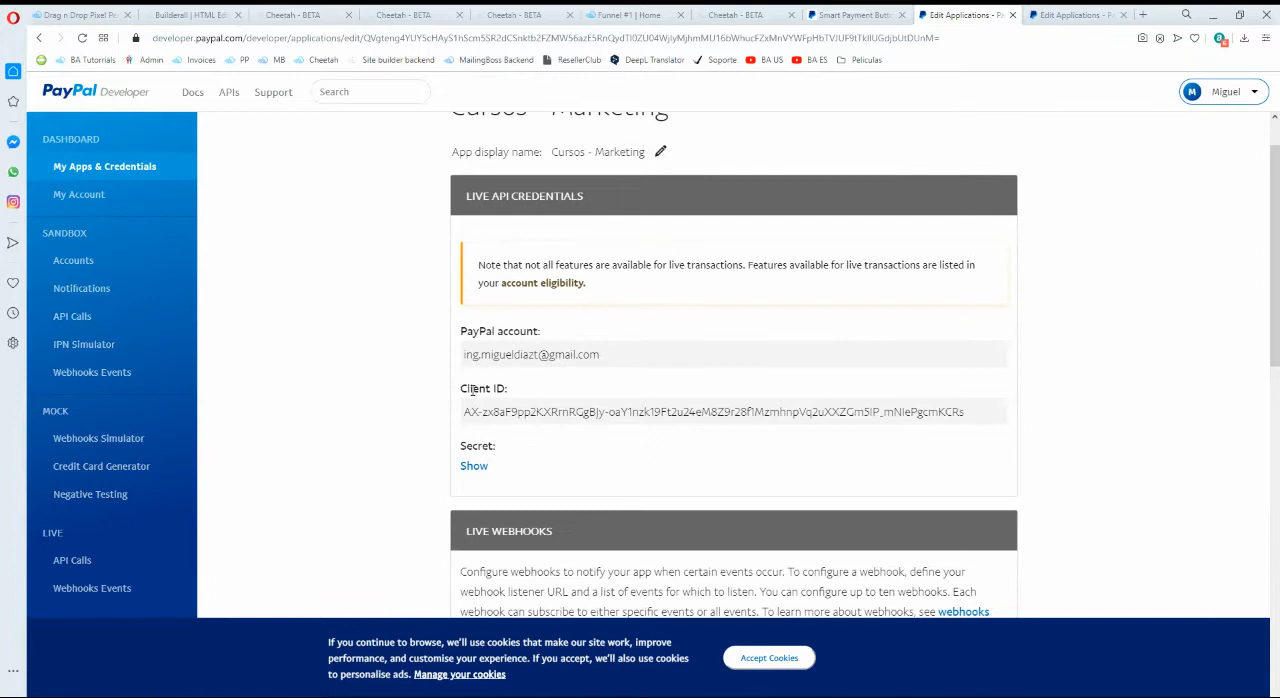 Drag n Drop Pixel Per
Builderall | HTML Edi
Cheetah - BETA
Cheetah - BETA
Cheetah - BETA
Funnel #1 | Home
Cheetah - BETA
Smart Payment Butt
Edit Applications - Pa
Edit Applications - Pa
BA Tutorrials
Admin
Invoices
PP
MB
Cheetah
Site builder backend
MailingBoss Backend
ResellerClub
DeepL Translator
Soporte
BA US
BA ES
Peliculas
PayPal Developer
Docs
APIs
Support
Search
M
Miguel
DASHBOARD
My Apps & Credentials
My Account
SANDBOX
Accounts
Notifications
API Calls
IPN Simulator
Webhooks Events
MOCK
Webhooks Simulator
Credit Card Generator
Negative Testing
LIVE
API Calls
Webhooks Events
Cursos - Marketing
App display name: Cursos - Marketing
LIVE API CREDENTIALS
Note that not all features are available for live transactions. Features available for live transactions are listed in
your account eligibility.
PayPal account:
ing.migueldiazt@gmail.com
Client ID:
Secret:
Show
LIVE WEBHOOKS
Configure webhooks to notify your app when certain events occur. To configure a webhook, define your
webhook listener URL and a list of events for which to listen. You can configure up to ten webhooks. Each
webhook can subscribe to either specific events or all events. To learn more about webhooks, see webhooks
If you continue to browse, we'll use cookies that make our site work, improve
performance, and customise your experience. If you accept, we'll also use cookies
to personalise ads. Manage your cookies
Accept Cookies